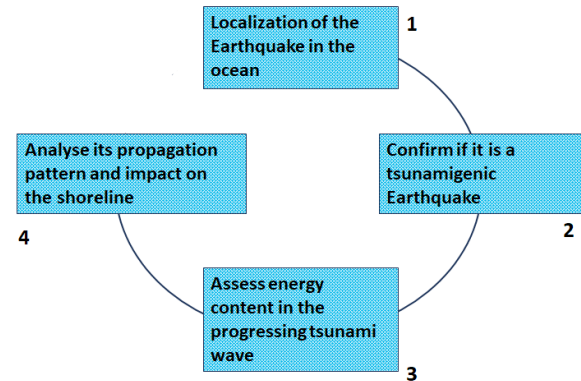 Localization of the
Earthquake in the
ocean
1
Confirm if it is a
tsunamigenic
Earthquake
2
Assess energy
content in the
progressing tsunami
wave
3
Analyse its propagation
pattern and impact on
the shoreline
4